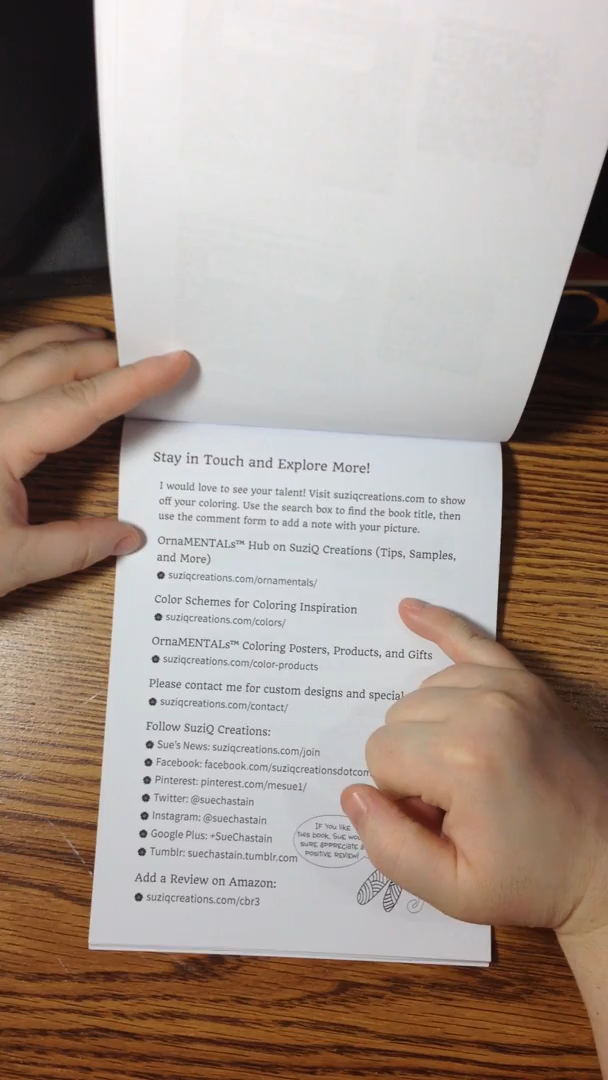 Stay in Touch and Explore More!
I would love to see your talent! Visit suziqcreations.com to show
off your coloring. Use the search box to find the book title, then
use the comment form to add a note with your picture.
OrnaMENTALs™ Hub on SuziQ Creations (Tips, Samples,
and More)
suziqcreations.com/ornamentals/
Color Schemes for Coloring Inspiration
suziqcreations.com/colors/
OrnaMENTALs™ Coloring Posters, Products, and Gifts
suziqcreations.com/color-products
Please contact me for custom designs and
suziqcreations.com/contact/
Follow SuziQ Creations:
Sue's News: suziqcreations.com/join
Facebook: facebook.com/suziqcreationsdotcom
Pinterest: pinterest.com/mesue1/
Twitter: @suechastain
Instagram: @suechastain
Google Plus: +SueChastain
Tumblr: suechastain.tumblr.com
IF YOU LIKE
THIS BOOK, SUE
SURE APPRECIATE A
POSITIVE REVIEW!
Add a Review on Amazon:
suziqcreations.com/cbr3